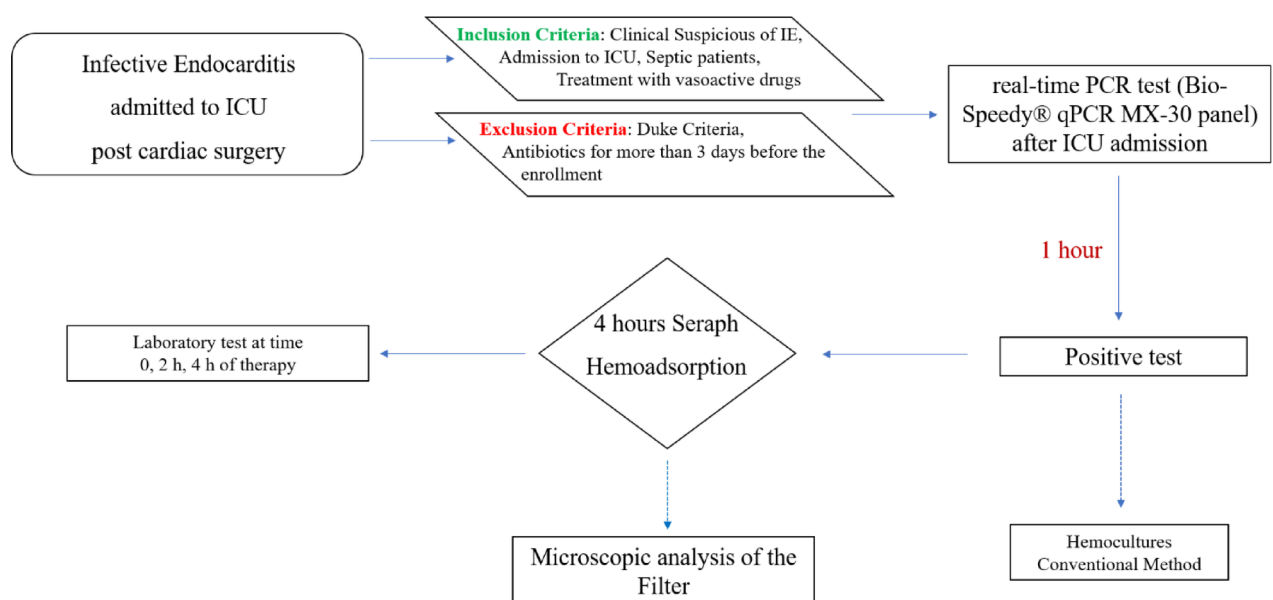 Infective Endocarditis
admitted to ICU
post cardiac surgery
Inclusion Criteria: Clinical Suspicious of IE,
Admission to ICU, Septic patients,
Treatment with vasoactive drugs
Exclusion Criteria: Duke Criteria,
Antibiotics for more than 3 days before the
enrollment
real-time PCR test (Bio-
Speedy® qPCR MX-30 panel)
after ICU admission
1 hour
Positive test
4 hours Seraph
Hemoadsorption
Laboratory test at time
0, 2 h, 4 h of therapy
Microscopic analysis of the
Filter
Hemocultures
Conventional Method